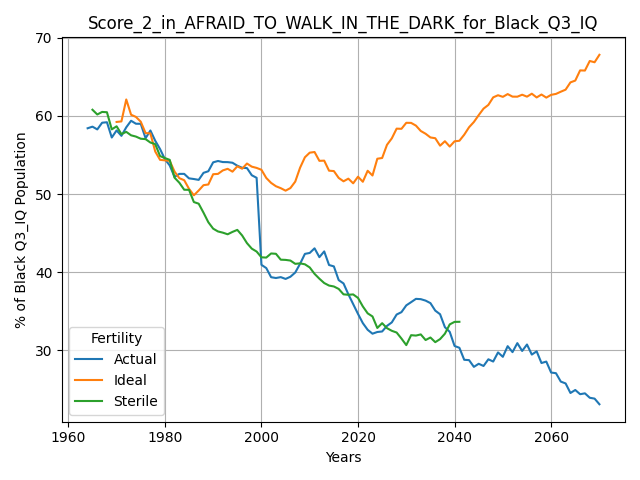 Score_2_in_AFRAID_TO_WALK_IN_THE_DARK_for_Black_Q3_IQ
% of Black Q3_IQ Population
70
60
50
40
30
Fertility
Actual
Ideal
Sterile
1960 1980 2000 2020 2040 2060
Years